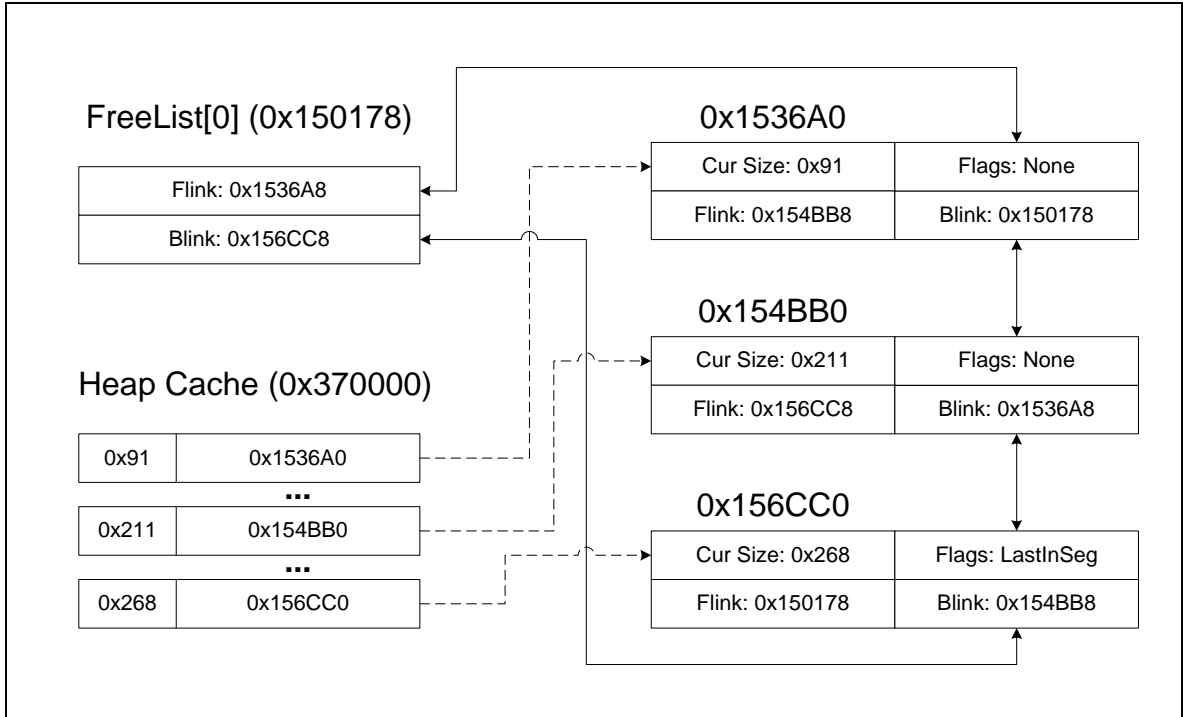 FreeList[0] (0x150178)
Flink: 0x1536A8
Blink: 0x156CC8
Heap Cache (0x370000)
0x91 0x1536A0
...
0x211 0x154BB0
...
0x268 0x156CC0
0x1536A0
Cur Size: 0x91 Flags: None
Flink: 0x154BB8 Blink: 0x150178
0x154BB0
Cur Size: 0x211 Flags: None
Flink: 0x156CC8 Blink: 0x1536A8
0x156CC0
Cur Size: 0x268 Flags: LastInSeg
Flink: 0x150178 Blink: 0x154BB8